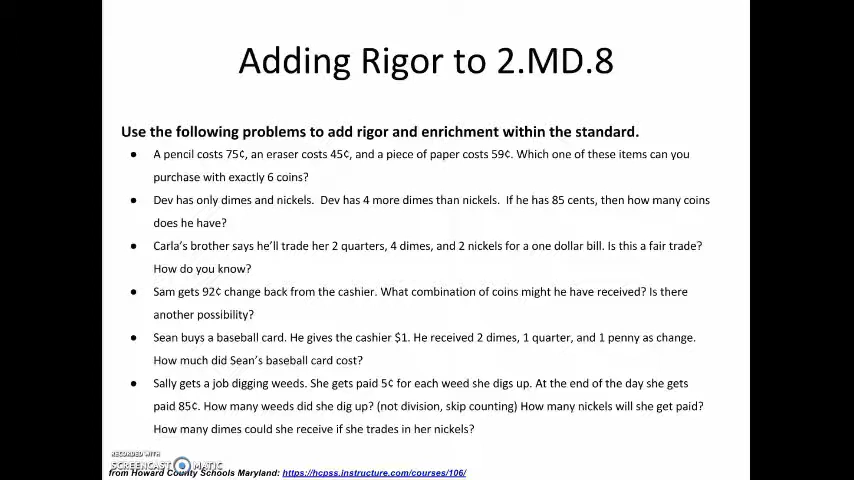 Adding Rigor to 2.MD.8
Use the following problems to add rigor and enrichment within the standard.
● A pencil costs 75¢, an eraser costs 45¢, and a piece of paper costs 59¢. Which one of these items can you
purchase with exactly 6 coins?
● Dev has only dimes and nickels. Dev has 4 more dimes than nickels. If he has 85 cents, then how many coins
does he have?
● Carla's brother says he'll trade her 2 quarters, 4 dimes, and 2 nickels for a one dollar bill. Is this a fair trade?
How do you know?
● Sam gets 92¢ change back from the cashier. What combination of coins might he have received? Is there
another possibility?
● Sean buys a baseball card. He gives the cashier $1. He received 2 dimes, 1 quarter, and 1 penny as change.
How much did Sean's baseball card cost?
● Sally gets a job digging weeds. She gets paid 5¢ for each weed she digs up. At the end of the day she gets
paid 85¢. How many weeds did she dig up? (not division, skip counting) How many nickels will she get paid?
How many dimes could she receive if she trades in her nickels?
RECORDED WITH
SCREENCAST MATIC
from Howard County Schools Maryland: https://hcpss.instructure.com/courses/106/